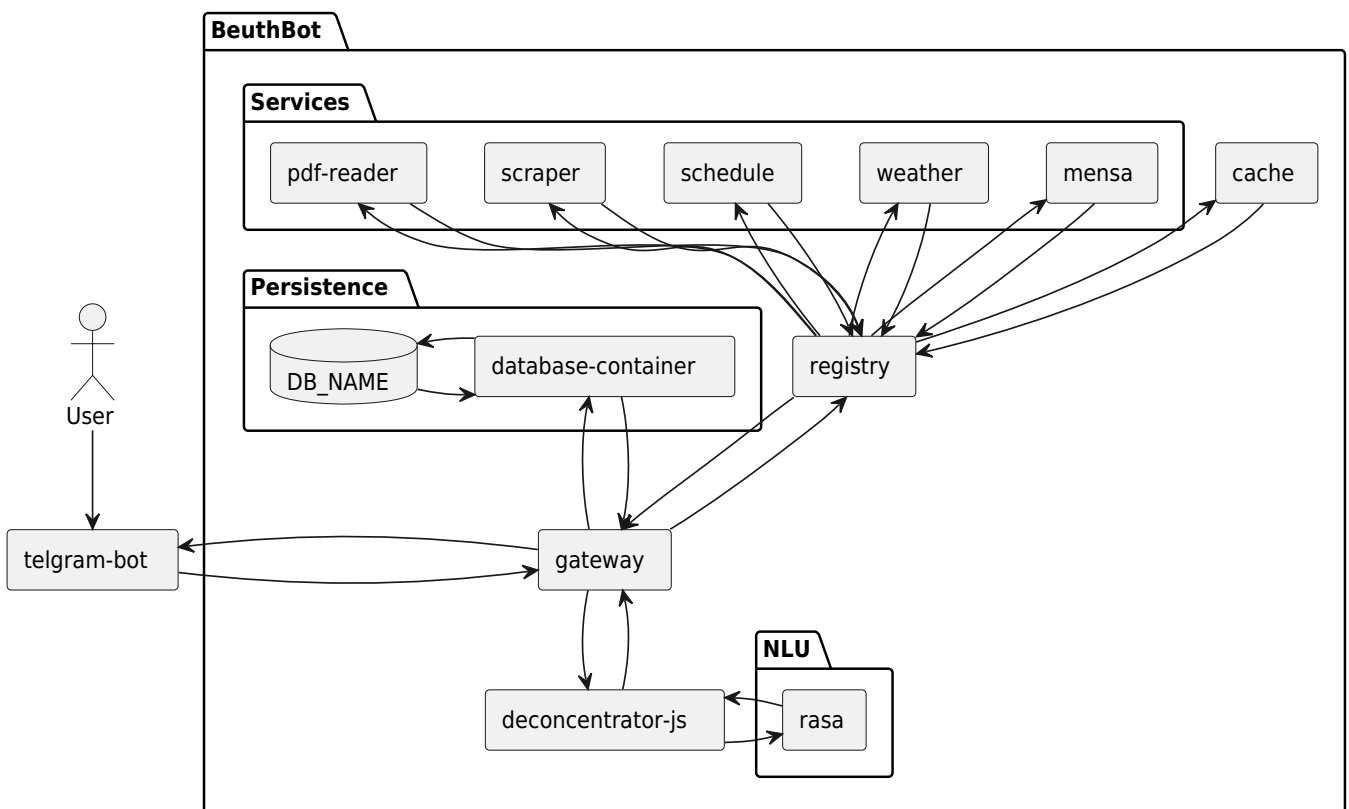 BeuthBot
Services
pdf-reader
scraper
schedule
weather
mensa
cache
Persistence
DB_NAME
database-container
registry
User
telgram-bot
gateway
NLU
deconcentrator-js
rasa